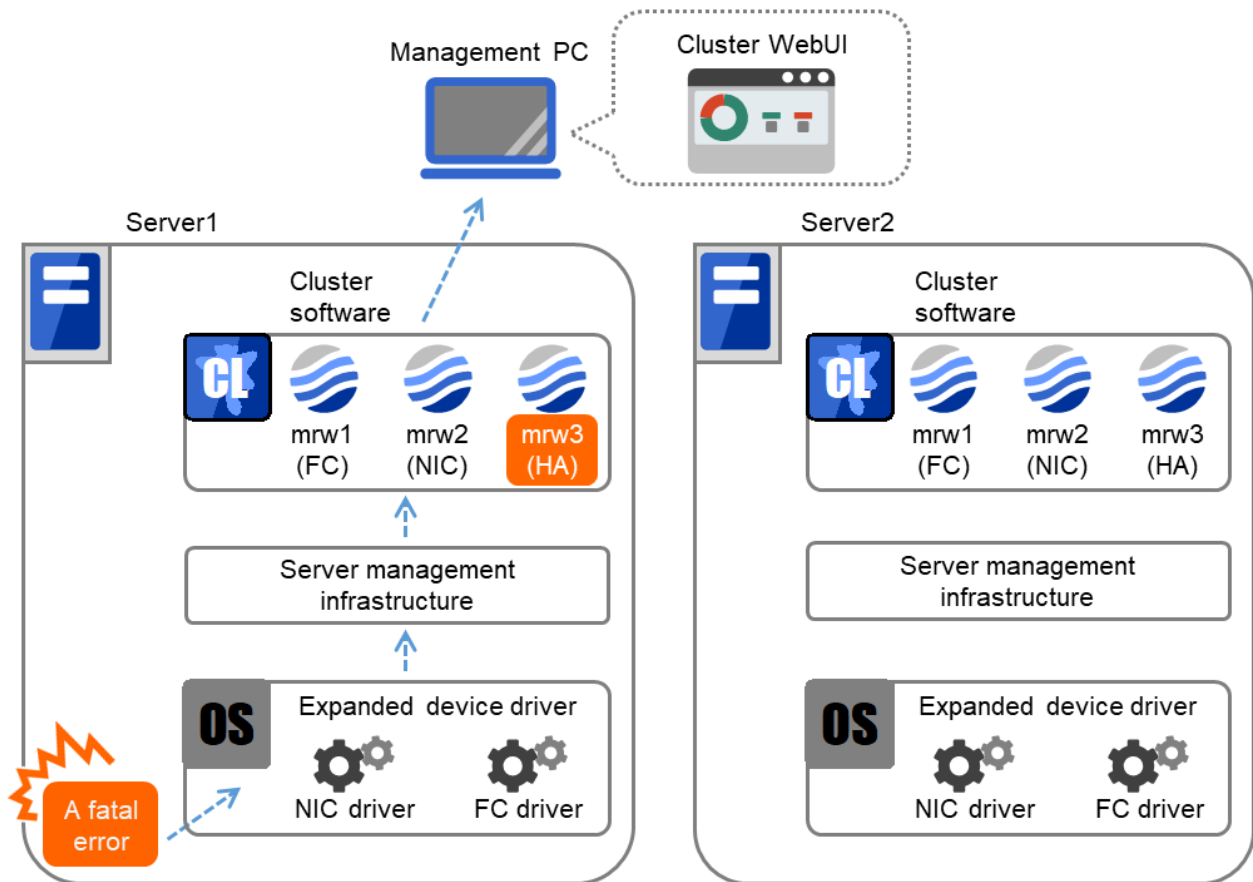 Management PC
Cluster WebUI
Server1
Cluster
software
CL
mrw1
(FC)
mrw2
(NIC)
mrw3
(HA)
Server management
infrastructure
OS
Expanded device driver
NIC driver
FC driver
A fatal
error
Server2
Cluster
software
CL
mrw1
(FC)
mrw2
(NIC)
mrw3
(HA)
Server management
infrastructure
OS
Expanded device driver
NIC driver
FC driver